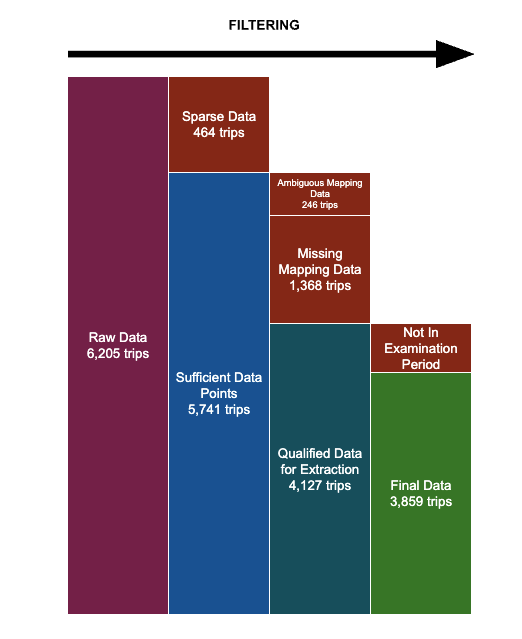 FILTERING
Raw Data
6,205 trips
Sparse Data
464 trips
Sufficient Data
Points
5,741 trips
Ambiguous Mapping
Data
246 trips
Missing
Mapping Data
1,368 trips
Qualified Data
for Extraction
4,127 trips
Not In
Examination
Period
Final Data
3,859 trips